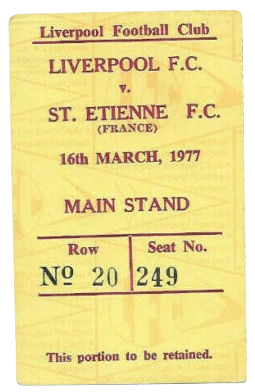 Liverpool Football Club
LIVERPOOL F.C.
v.
ST. ETIENNE F.C.
(FRANCE)
16th MARCH, 1977
MAIN STAND
Row Seat No.
Nº 20 249
This portion to be retained.